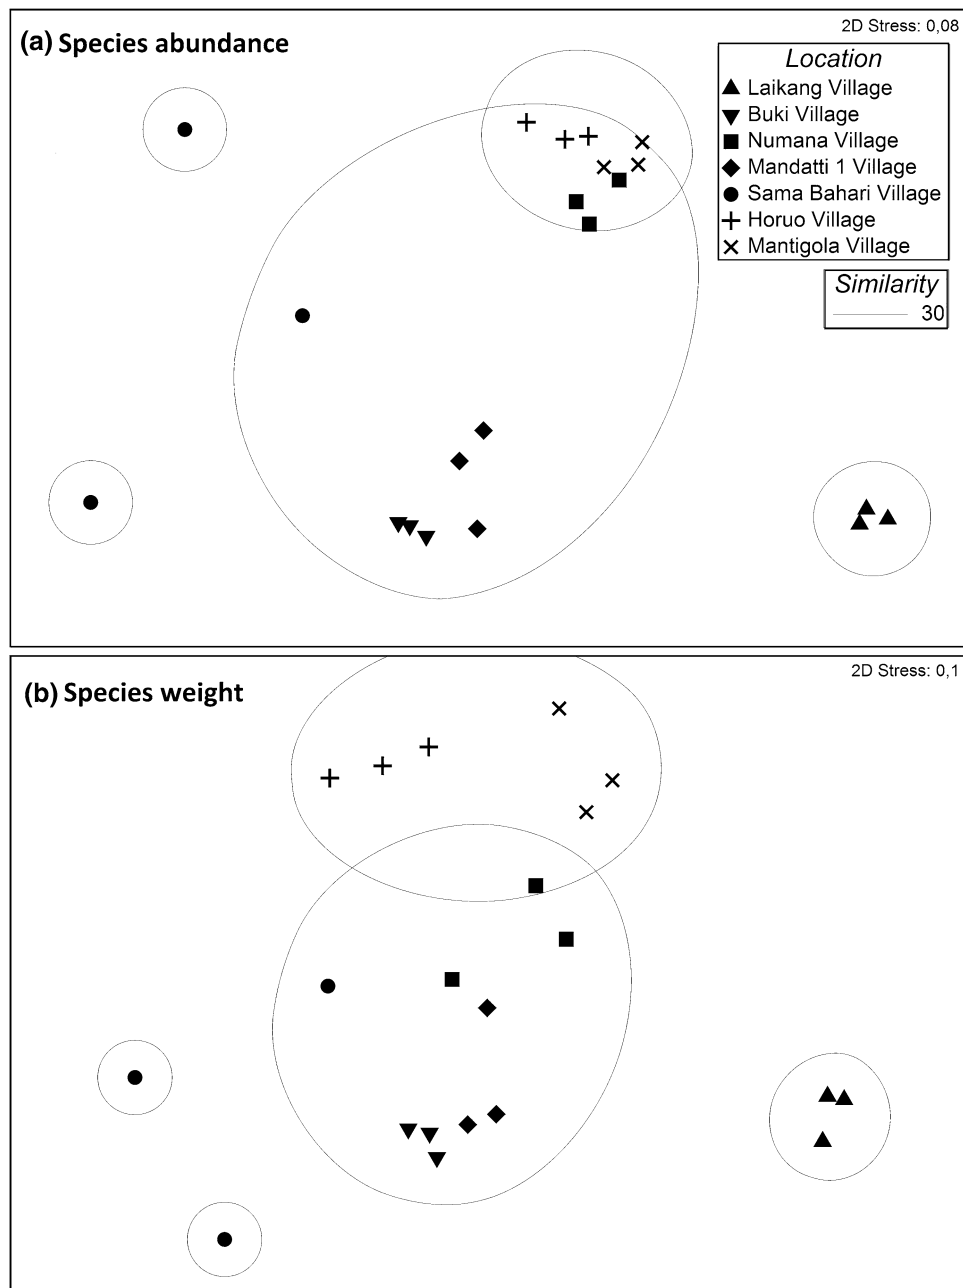 2D Stress: 0,08
(a) Species abundance
Location
Laikang Village
Buki Village
Numana Village
Mandatti 1 Village
Sama Bahari Village
Horuo Village
Mantigola Village
Similarity
30
2D Stress: 0,1
(b) Species weight